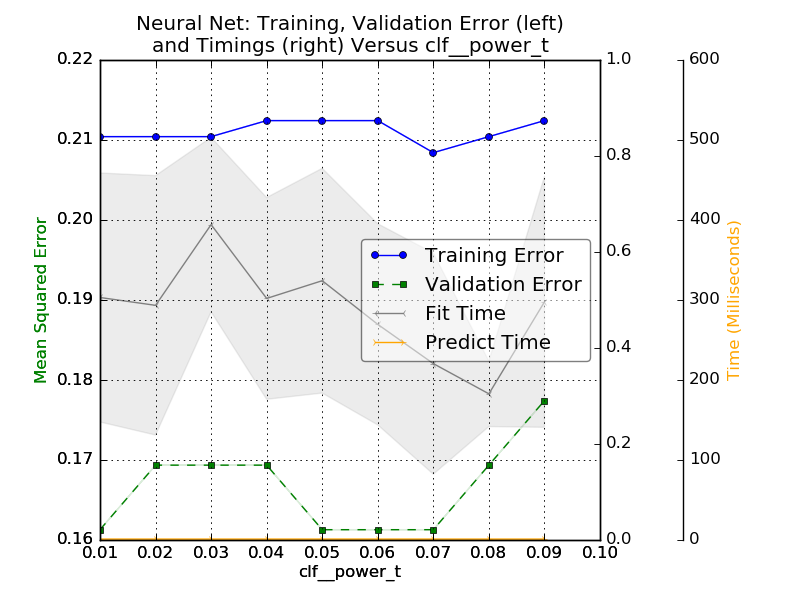 Neural Net: Training, Validation Error (left)
and Timings (right) Versus clf__power_t
Mean Squared Error
0.22
0.21
0.20
0.19
0.18
0.17
0.16
0.01 0.02 0.03 0.04 0.05 0.06 0.07 0.08 0.09 0.10
clf__power_t
Training Error
Validation Error
Fit Time
Predict Time
1.0
0.8
0.6
0.4
0.2
0.0
600
500
400
300
200
100
0
Time (Milliseconds)